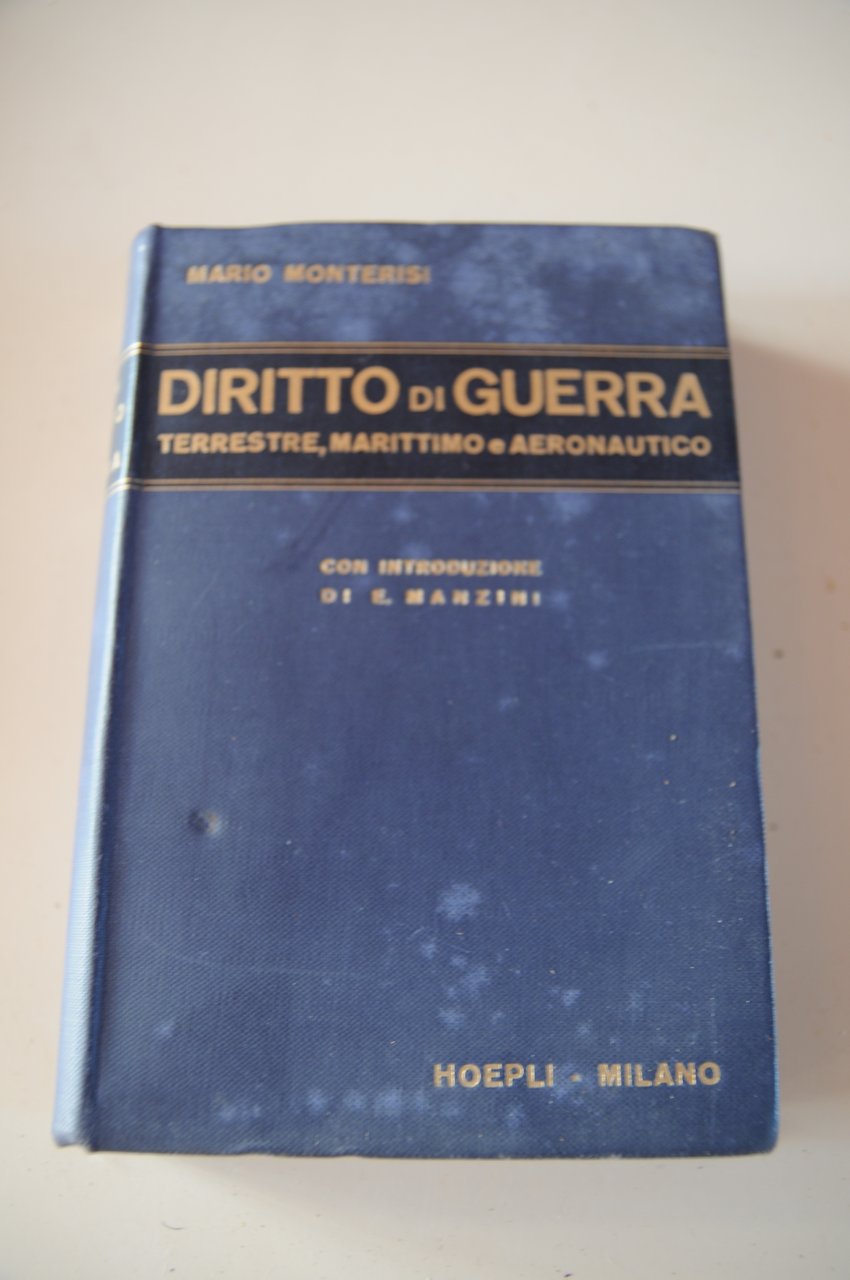 MARIO MONTERISI
DIRITTO DI GUERRA
TERRESTRE, MARITTIMO e AERONAUTICO
CON INTRODUZIONE
DI E. MANZINI
HOEPLI - MILANO